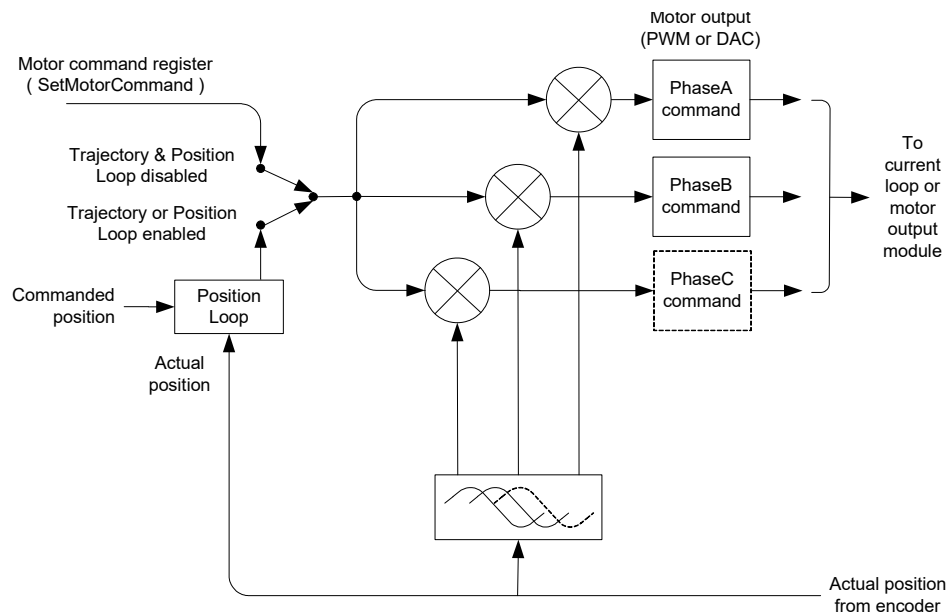 Motor output
(PWM or DAC)
Motor command register
( SetMotorCommand )
PhaseA
command
Trajectory & Position
Loop disabled
PhaseB
command
To
current
loop or
motor
output
module
Trajectory or Position
Loop enabled
PhaseC
command
Commanded
position
Position
Loop
Actual
position
Actual position
from encoder